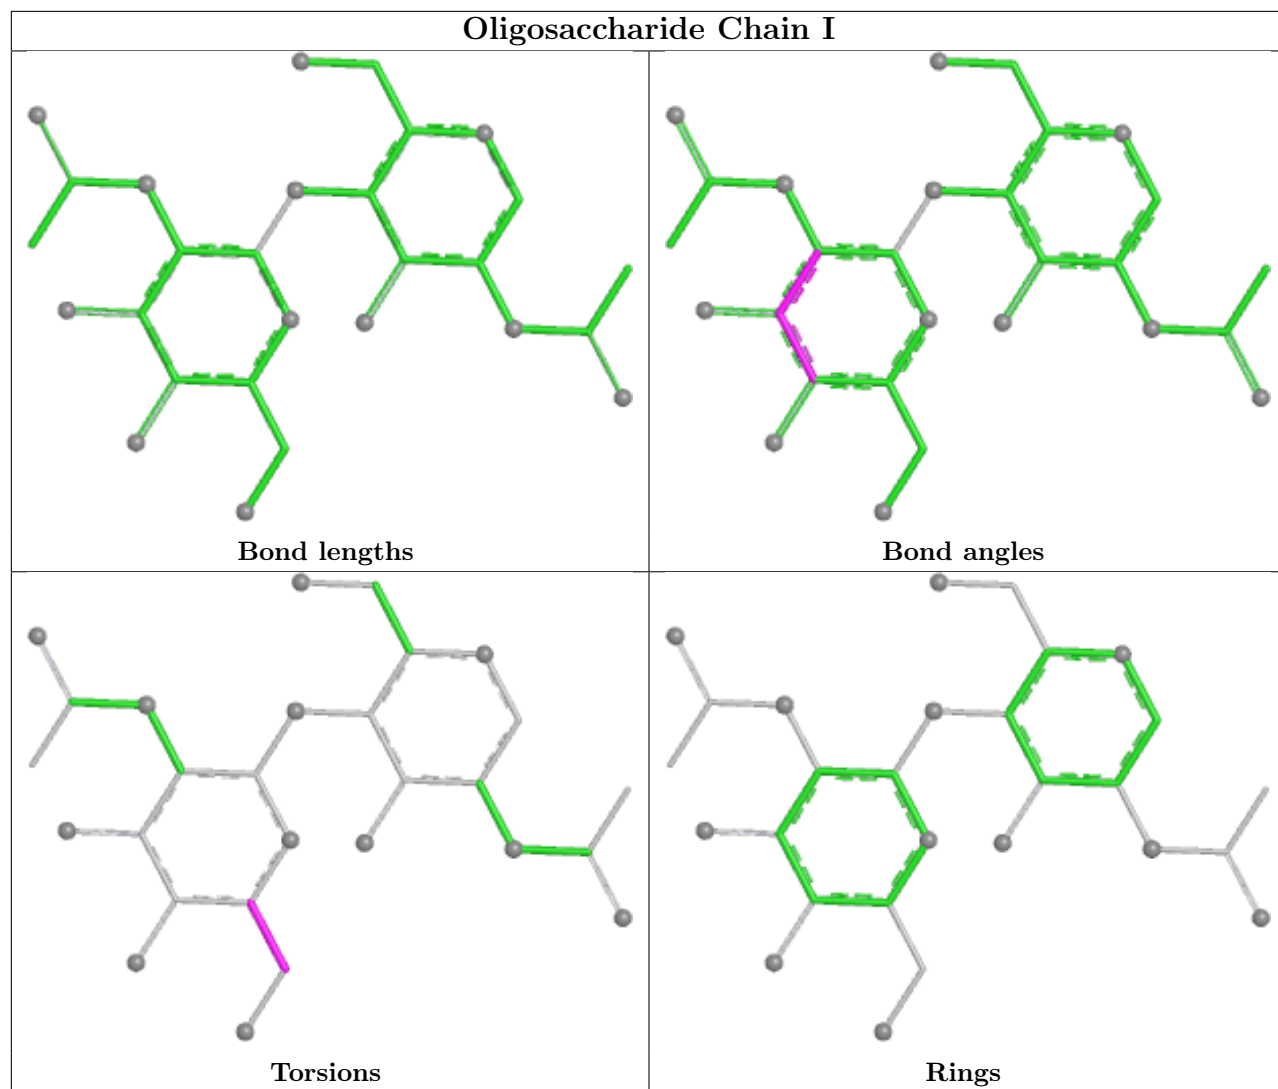 Oligosaccharide Chain I
Bond lengths
Bond angles
Torsions
Rings